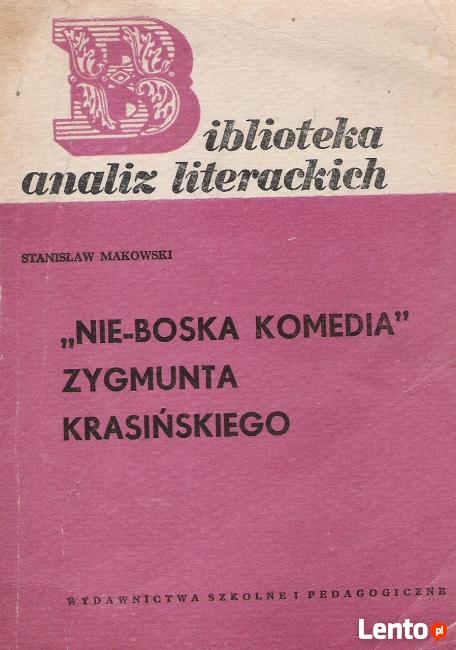 Biblioteka
analiz literackich
STANISŁAW MAKOWSKI
„NIE-BOSKA KOMEDIA”
ZYGMUNTA
KRASIŃSKIEGO
WYDAWNICTWA SZKOLNE I PEDAGOGICZNE
Lento.pl